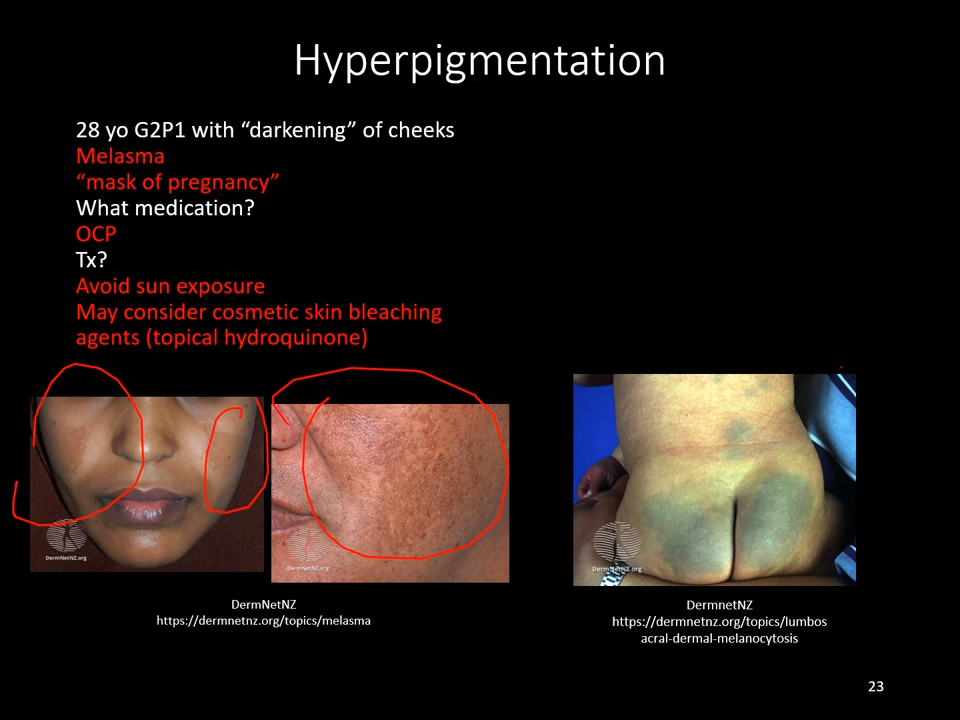 Hyperpigmentation
28 yo G2P1 with “darkening” of cheeks
Melasma
“mask of pregnancy”
What medication?
OCP
Tx?
Avoid sun exposure
May consider cosmetic skin bleaching
agents (topical hydroquinone)
DermNetNZ.org
DermNetNZ.org
DermNetNZ.org
DermNetNZ
https://dermnetnz.org/topics/melasma
DermnetNZ
https://dermnetnz.org/topics/lumbos
acral-dermal-melanocytosis
23